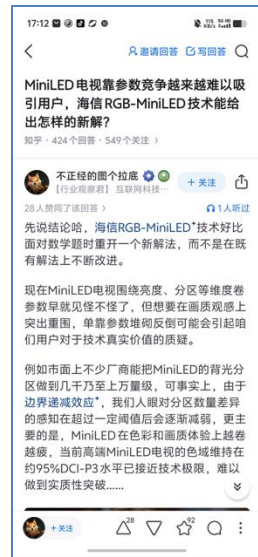 17:12
115 KB/s 5G HD
邀请回答 写回答
MiniLED电视靠参数竞争越来越难以吸
引用户，海信RGB-MiniLED技术能给
出怎样的新解？
知乎 · 424个回答 · 549个关注 >
不正经的图个拉底
【行业观察君】 互联网科技…
+ 关注
28人赞同了该回答 >
1人听过
先说结论哈，海信RGB-MiniLED+技术好比
面对数学题时重开一个新解法，而不是在既
有解法上不断改进。
现在MiniLED电视围绕亮度、分区等维度卷
参数早就见怪不怪了，但想要在画质观感上
突出重围，单靠参数堆砌反倒可能会引起咱
们用户对于技术真实价值的质疑。
例如市面上不少厂商能把MiniLED的背光分
区做到几千乃至上万量级，可事实上，由于
边界递减效应+，我们人眼对分区数量差异
的感知在超过一定阈值后会逐渐减弱，更主
要的是，MiniLED在色彩和画质体验上越卷
越疲，当前高端MiniLED电视的色域维持在
约95%DCI-P3水平已接近技术极限，难以
做到实质性突破......
+ 关注
28
92